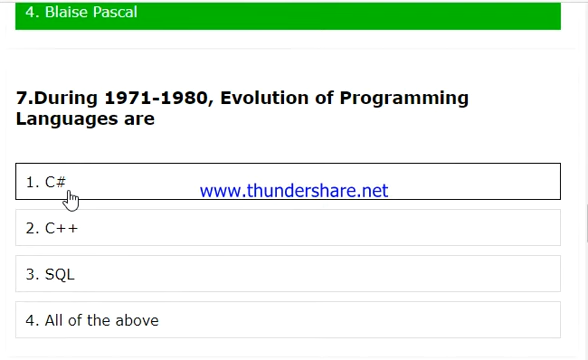 4. Blaise Pascal
7.During 1971-1980, Evolution of Programming
Languages are
1. C#
www.thundershare.net
2. C++
3. SQL
4. All of the above